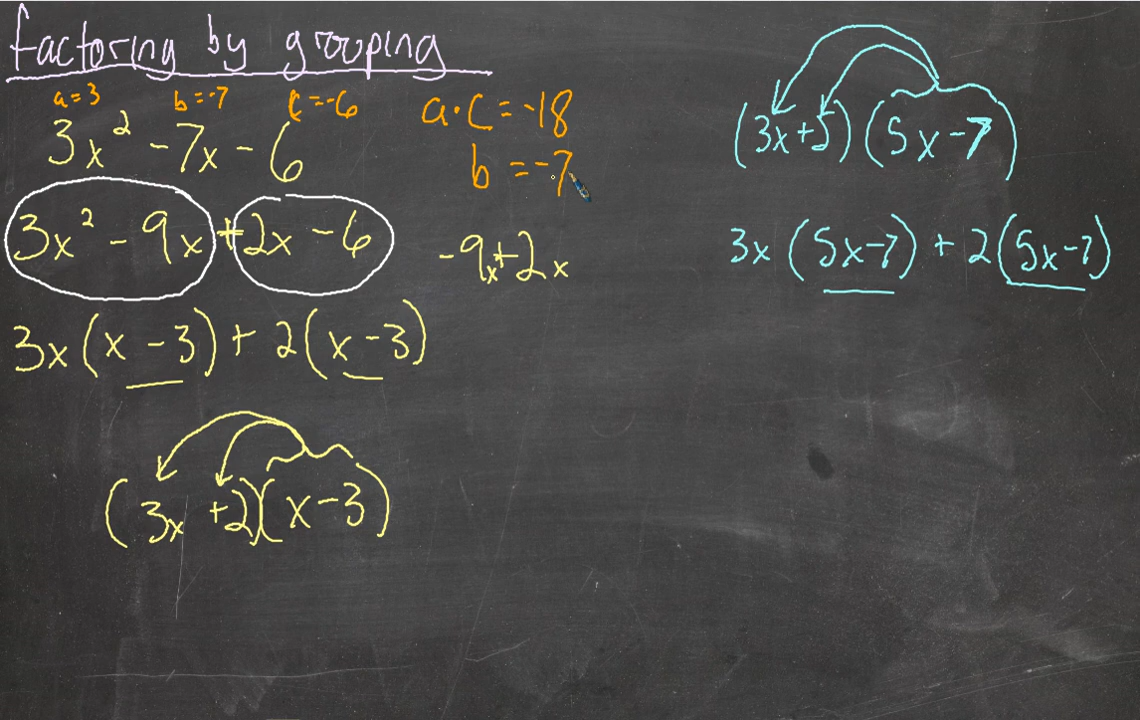 factoring by grouping
a=3 b=-7 c=-6
3x² - 7x - 6
3x² - 9x + 2x - 6
3x(x - 3) + 2(x - 3)
(3x + 2)(x - 3)
a·c = -18
b = -7
-9x + 2x
(3x+2)(5x-7)
3x(5x-7) + 2(5x-7)